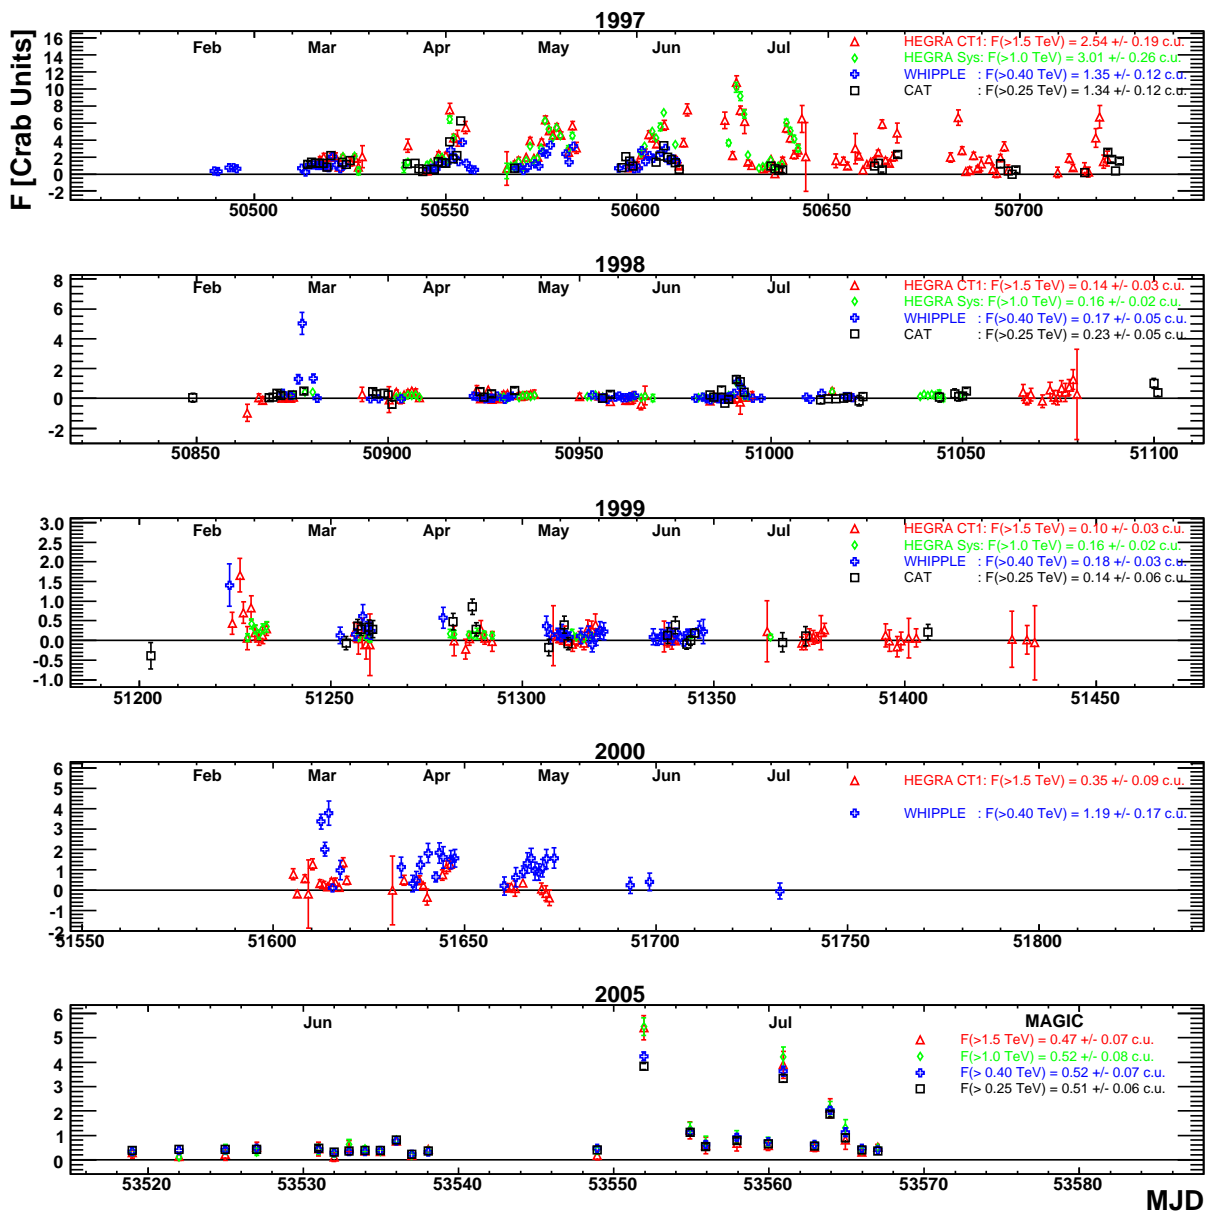 1997
Feb Mar Apr May Jun Jul
HEGRA CT1: F(>1.5 TeV) = 2.54 +/- 0.19 c.u.
HEGRA Sys: F(>1.0 TeV) = 3.01 +/- 0.26 c.u.
WHIPPLE : F(>0.40 TeV) = 1.35 +/- 0.12 c.u.
CAT : F(>0.25 TeV) = 1.34 +/- 0.12 c.u.
F [Crab Units]
16
14
12
10
8
6
4
2
0
-2
50500 50550 50600 50650 50700
1998
Feb Mar Apr May Jun Jul
HEGRA CT1: F(>1.5 TeV) = 0.14 +/- 0.03 c.u.
HEGRA Sys: F(>1.0 TeV) = 0.16 +/- 0.02 c.u.
WHIPPLE : F(>0.40 TeV) = 0.17 +/- 0.05 c.u.
CAT : F(>0.25 TeV) = 0.23 +/- 0.05 c.u.
8
6
4
2
0
-2
50850 50900 50950 51000 51050 51100
1999
Feb Mar Apr May Jun Jul
HEGRA CT1: F(>1.5 TeV) = 0.10 +/- 0.03 c.u.
HEGRA Sys: F(>1.0 TeV) = 0.16 +/- 0.02 c.u.
WHIPPLE : F(>0.40 TeV) = 0.18 +/- 0.03 c.u.
CAT : F(>0.25 TeV) = 0.14 +/- 0.06 c.u.
3.0
2.5
2.0
1.5
1.0
0.5
0.0
-0.5
-1.0
51200 51250 51300 51350 51400 51450
2000
Feb Mar Apr May Jun Jul
HEGRA CT1: F(>1.5 TeV) = 0.35 +/- 0.09 c.u.
WHIPPLE : F(>0.40 TeV) = 1.19 +/- 0.17 c.u.
6
5
4
3
2
1
0
-1
-2
51550 51600 51650 51700 51750 51800
2005
Jun Jul MAGIC
F(>1.5 TeV) = 0.47 +/- 0.07 c.u.
F(>1.0 TeV) = 0.52 +/- 0.08 c.u.
F(> 0.40 TeV) = 0.52 +/- 0.07 c.u.
F(> 0.25 TeV) = 0.51 +/- 0.06 c.u.
6
5
4
3
2
1
0
53520 53530 53540 53550 53560 53570 53580
MJD